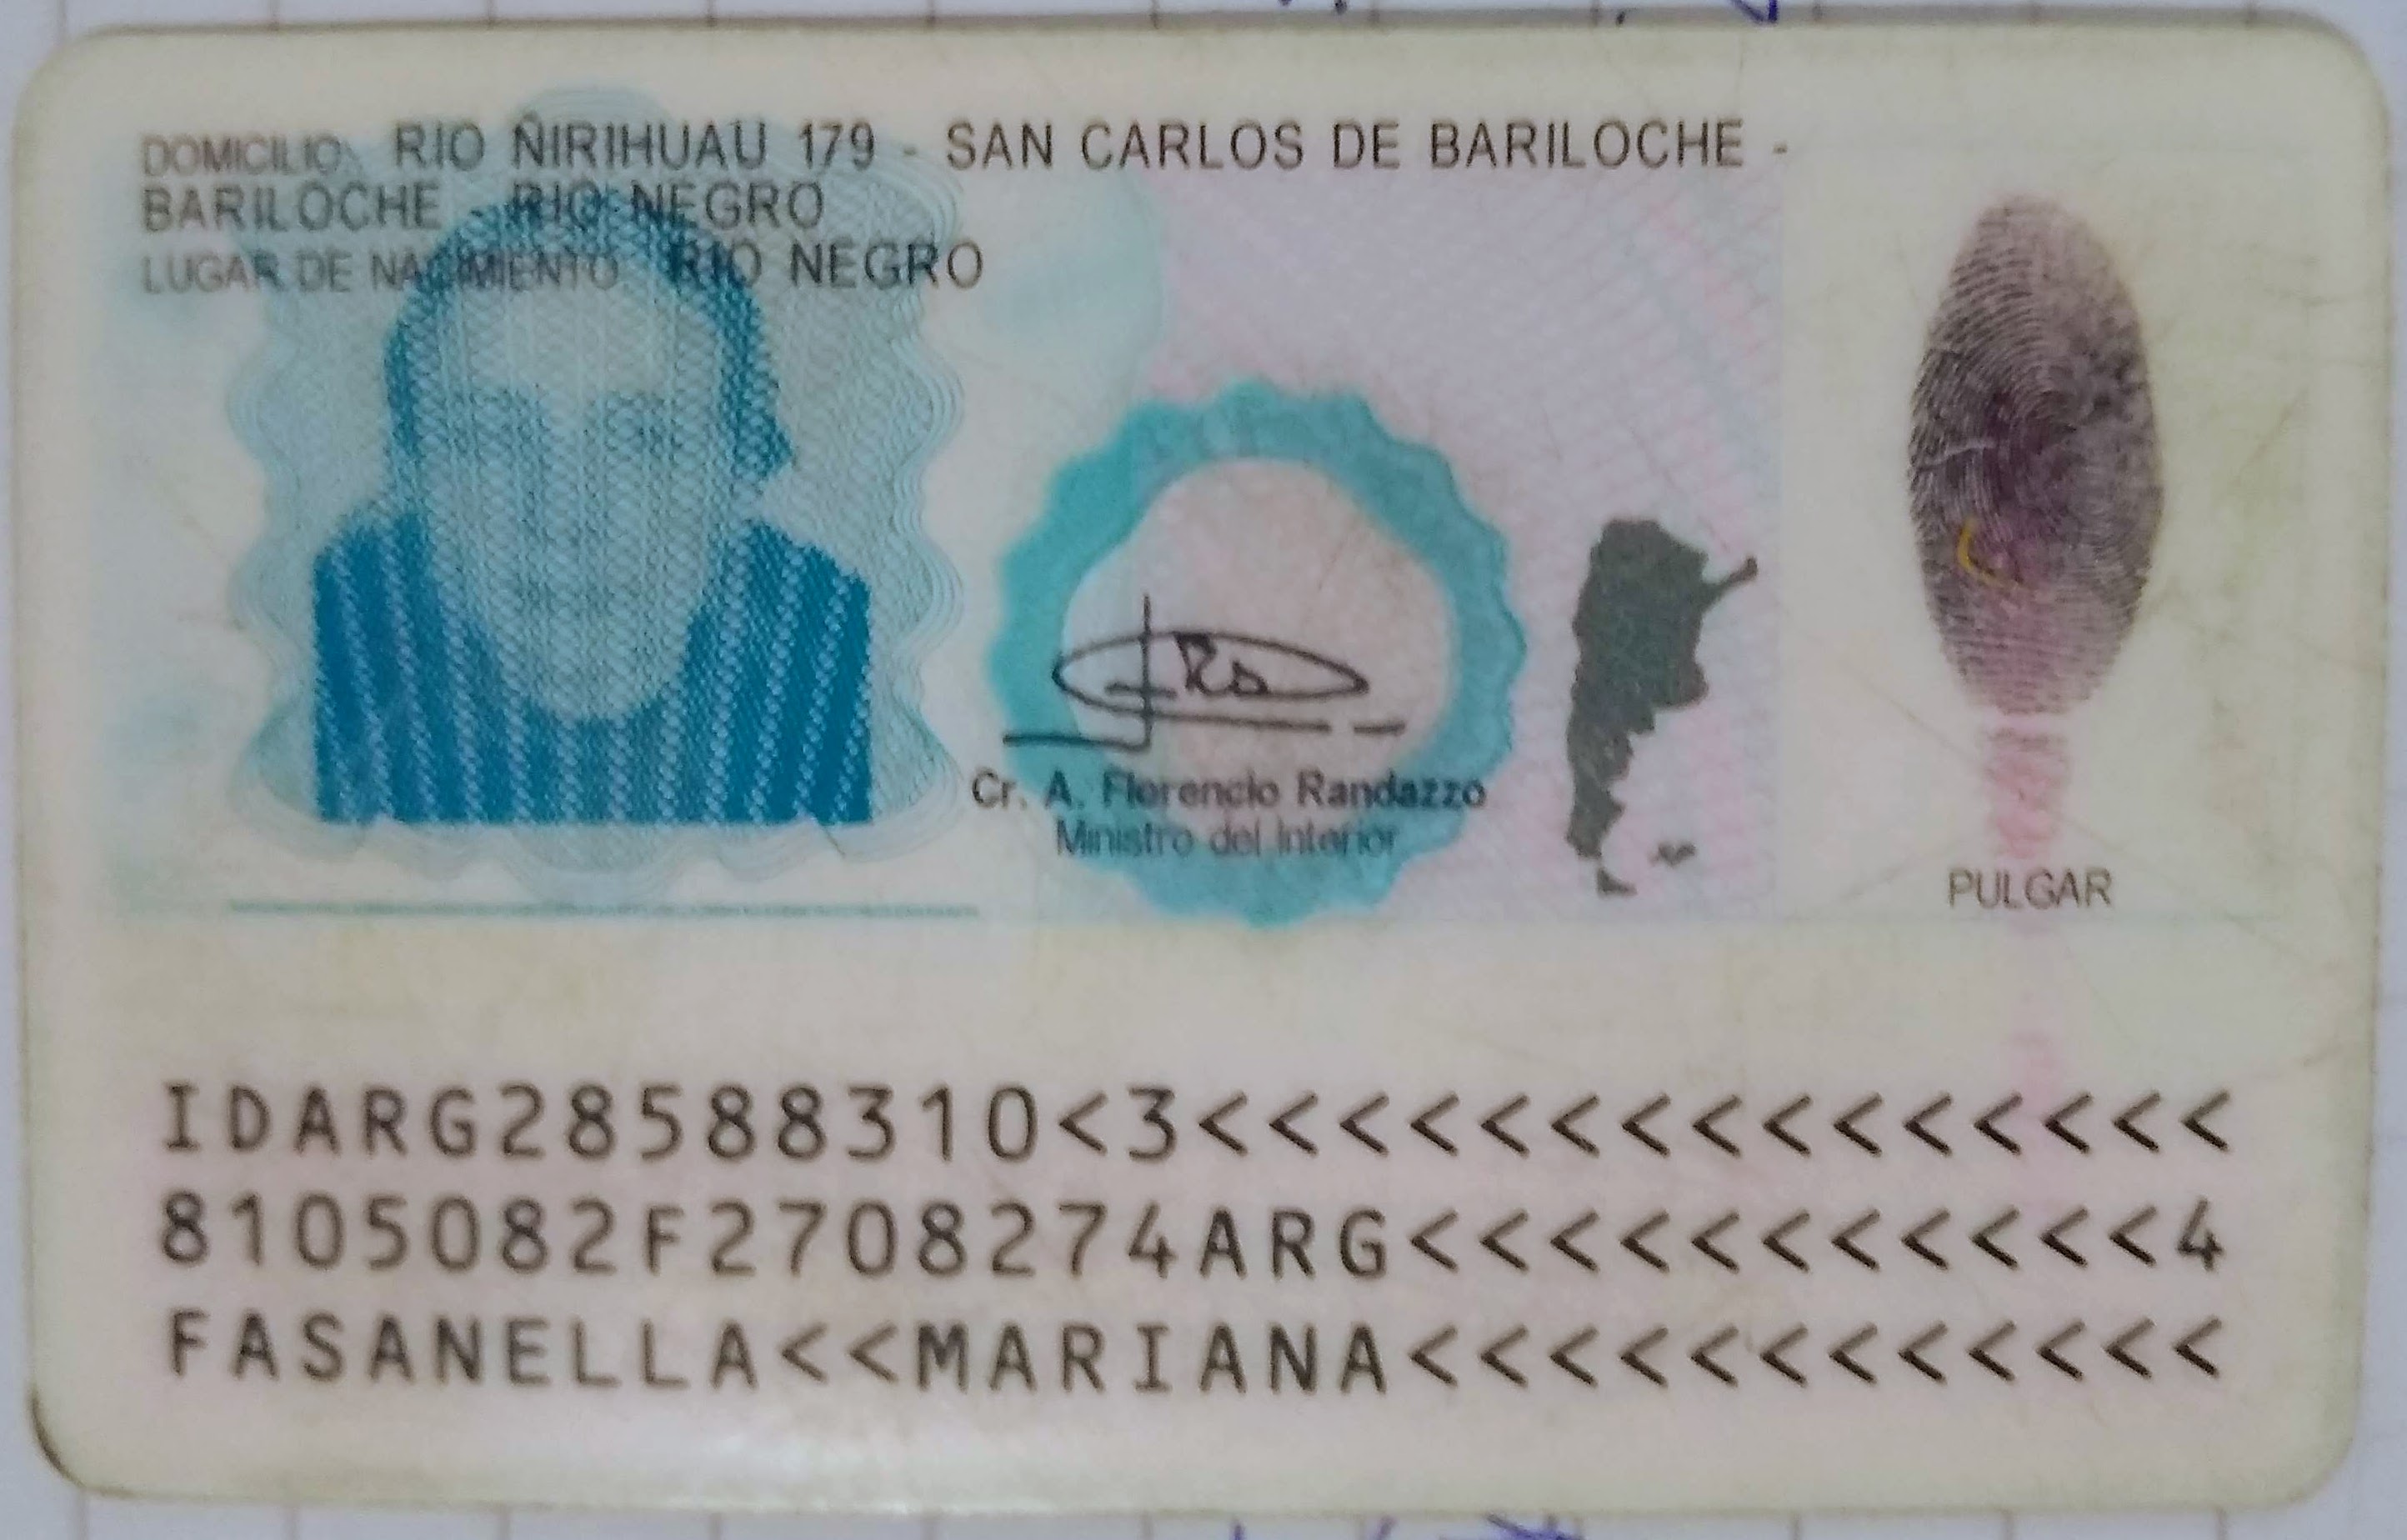 DOMICILIO: RIO ÑIRIHUAU 179 - SAN CARLOS DE BARILOCHE -
BARILOCHE - RIO NEGRO
LUGAR DE NACIMIENTO RIO NEGRO
Cr. A. Florencio Randazzo
Ministro del Interior
PULGAR
IDARG28588310<3<<<<<<<<<<<<<<<
8105082F2708274ARG<<<<<<<<<<<4
FASANELLA<<MARIANA<<<<<<<<<<<<